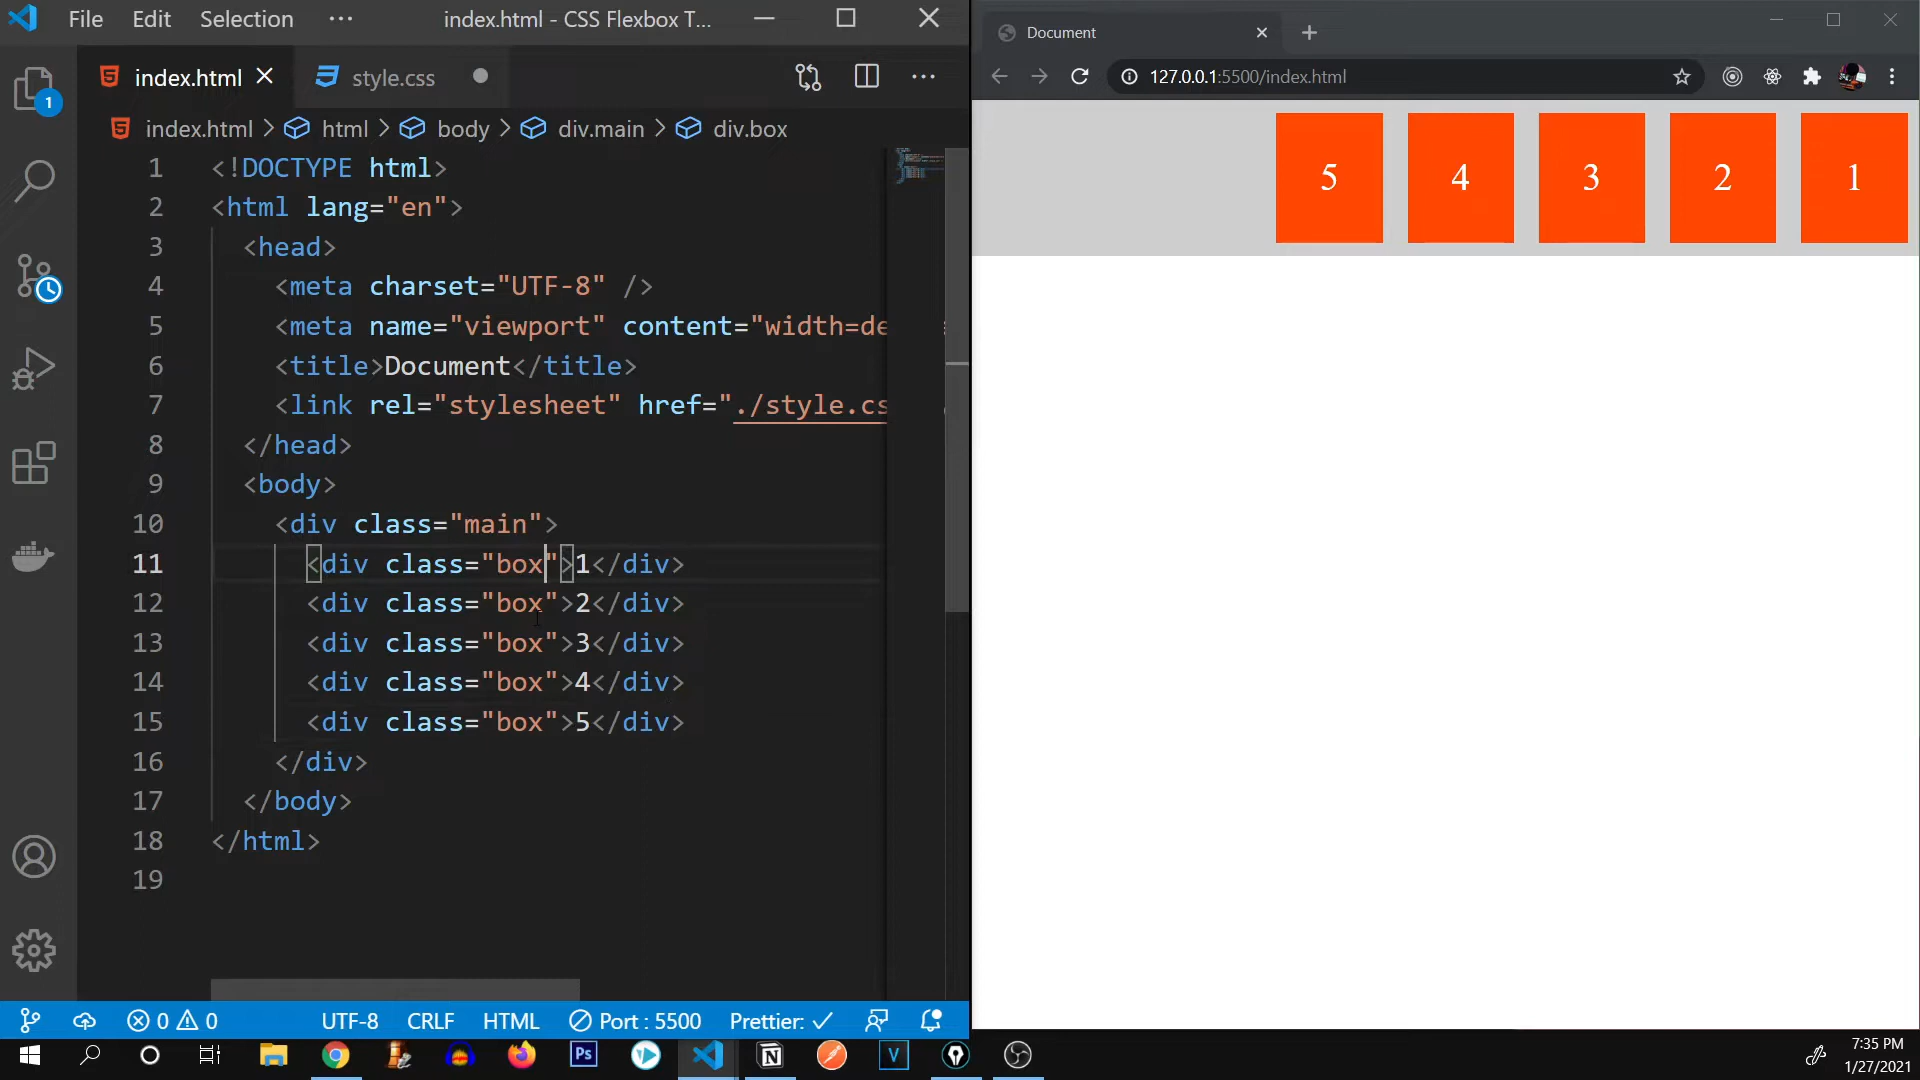 File Edit Selection ··· index.html - CSS Flexbox T...
index.html style.css
index.html > html > body > div.main > div.box
1 <!DOCTYPE html>
2 <html lang="en">
3 <head>
4 <meta charset="UTF-8" />
5 <meta name="viewport" content="width=de
6 <title>Document</title>
7 <link rel="stylesheet" href="./style.cs
8 </head>
9 <body>
10 <div class="main">
11 <div class="box">1</div>
12 <div class="box">2</div>
13 <div class="box">3</div>
14 <div class="box">4</div>
15 <div class="box">5</div>
16 </div>
17 </body>
18 </html>
19
1
0 0 UTF-8 CRLF HTML Port : 5500 Prettier: ✓
Document
127.0.0.1:5500/index.html
5 4 3 2 1
Ps N V
7:35 PM
1/27/2021